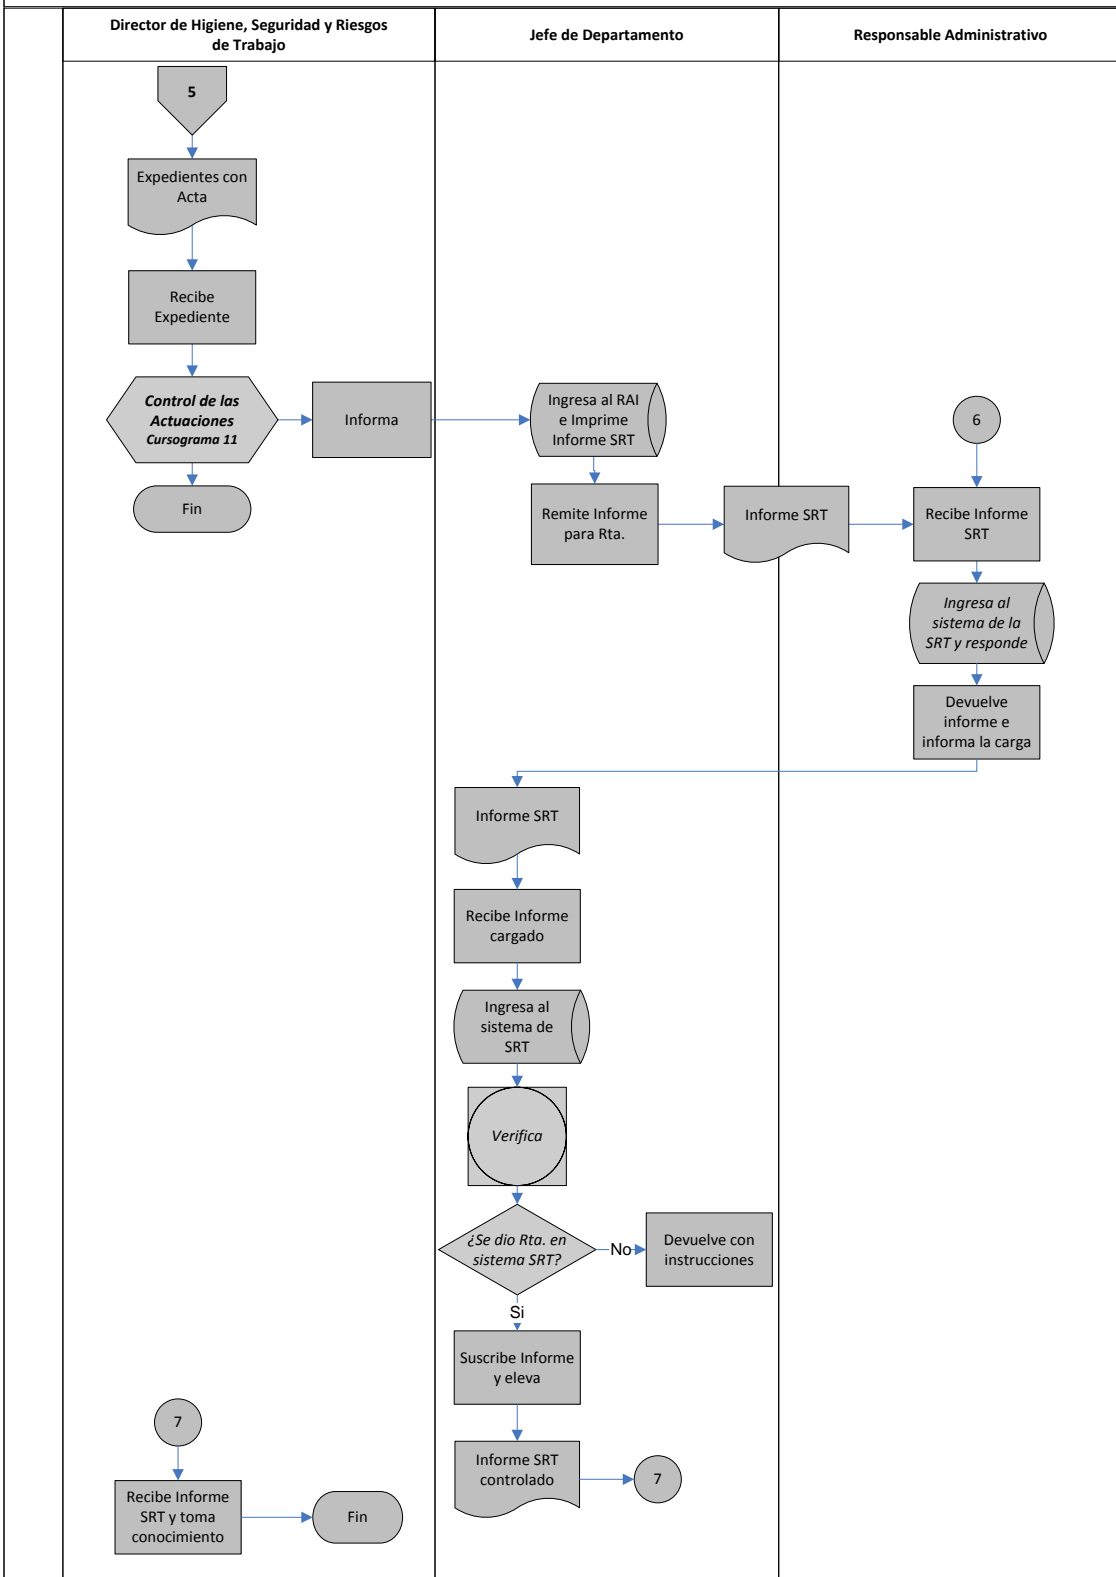 Director de Higiene, Seguridad y Riesgos
de Trabajo
Jefe de Departamento
Responsable Administrativo
5
Expedientes con
Acta
Recibe
Expediente
Control de las
Actuaciones
Cursograma 11
Informa
Fin
Ingresa al RAI
e Imprime
Informe SRT
Remite Informe
para Rta.
Informe SRT
6
Recibe Informe
SRT
Ingresa al
sistema de la
SRT y responde
Devuelve
informe e
informa la carga
Informe SRT
Recibe Informe
cargado
Ingresa al
sistema de
SRT
Verifica
¿Se dio Rta. en
sistema SRT?
No
Devuelve con
instrucciones
Si
Suscribe Informe
y eleva
Informe SRT
controlado
7
7
Recibe Informe
SRT y toma
conocimiento
Fin